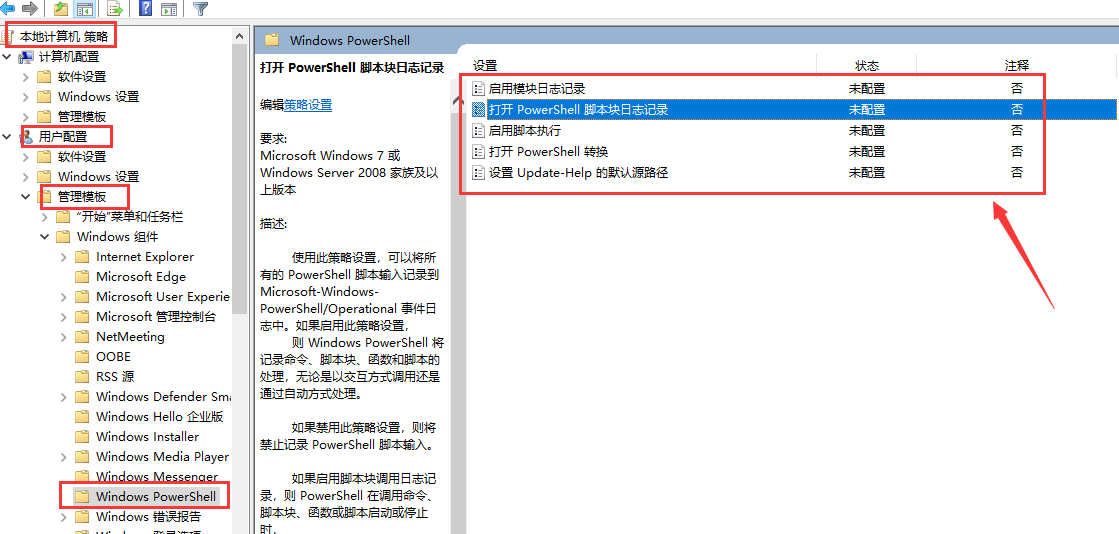 本地计算机 策略
计算机配置
软件设置
Windows 设置
管理模板
用户配置
软件设置
Windows 设置
管理模板
“开始”菜单和任务栏
Windows 组件
Internet Explorer
Microsoft Edge
Microsoft User Experie
Microsoft 管理控制台
NetMeeting
OOBE
RSS 源
Windows Defender Sma
Windows Hello 企业版
Windows Installer
Windows Media Player
Windows Messenger
Windows PowerShell
Windows 错误报告
Windows 登录选项
Windows PowerShell
打开 PowerShell 脚本块日志记录
编辑策略设置
要求:
Microsoft Windows 7 或
Windows Server 2008 家族及以
上版本
描述:
使用此策略设置，可以将所
有的 PowerShell 脚本输入记录到
Microsoft-Windows-
PowerShell/Operational 事件日
志中。如果启用此策略设置，
则 Windows PowerShell 将
记录命令、脚本块、函数和脚本的
处理，无论是以交互方式调用还是
通过自动方式处理。
如果禁用此策略设置，则将
禁止记录 PowerShell 脚本输入。
如果启用脚本块调用日志记
录，则 PowerShell 在调用命令、
脚本块、函数或脚本启动或停止
时，
设置 状态 注释
启用模块日志记录 未配置 否
打开 PowerShell 脚本块日志记录 未配置 否
启用脚本执行 未配置 否
打开 PowerShell 转换 未配置 否
设置 Update-Help 的默认源路径 未配置 否